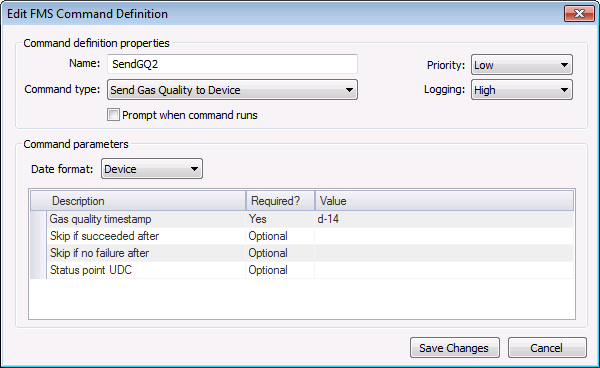 Edit FMS Command Definition
Command definition properties
Name: SendGQ2 Priority: Low
Command type: Send Gas Quality to Device Logging: High
Prompt when command runs
Command parameters
Date format: Device
Description Required? Value
Gas quality timestamp Yes d-14
Skip if succeeded after Optional
Skip if no failure after Optional
Status point UDC Optional
Save Changes Cancel